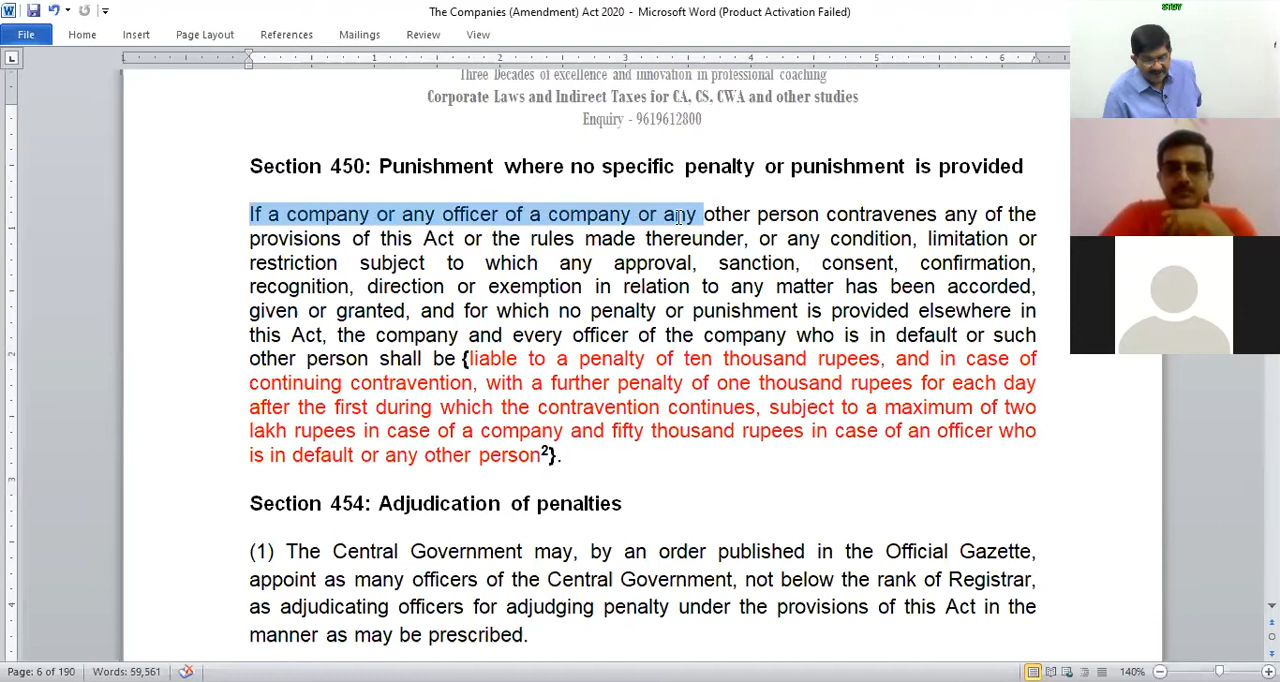 The Companies (Amendment) Act 2020 - Microsoft Word (Product Activation Failed)
STUDY
File Home Insert Page Layout References Mailings Review View
Three Decades of excellence and innovation in professional coaching
Corporate Laws and Indirect Taxes for CA, CS, CWA and other studies
Enquiry - 9619612800
Section 450: Punishment where no specific penalty or punishment is provided
If a company or any officer of a company or any other person contravenes any of the
provisions of this Act or the rules made thereunder, or any condition, limitation or
restriction subject to which any approval, sanction, consent, confirmation,
recognition, direction or exemption in relation to any matter has been accorded,
given or granted, and for which no penalty or punishment is provided elsewhere in
this Act, the company and every officer of the company who is in default or such
other person shall be {liable to a penalty of ten thousand rupees, and in case of
continuing contravention, with a further penalty of one thousand rupees for each day
after the first during which the contravention continues, subject to a maximum of two
lakh rupees in case of a company and fifty thousand rupees in case of an officer who
is in default or any other person2}.
Section 454: Adjudication of penalties
(1) The Central Government may, by an order published in the Official Gazette,
appoint as many officers of the Central Government, not below the rank of Registrar,
as adjudicating officers for adjudging penalty under the provisions of this Act in the
manner as may be prescribed.
Page: 6 of 190 Words: 59,561 140%